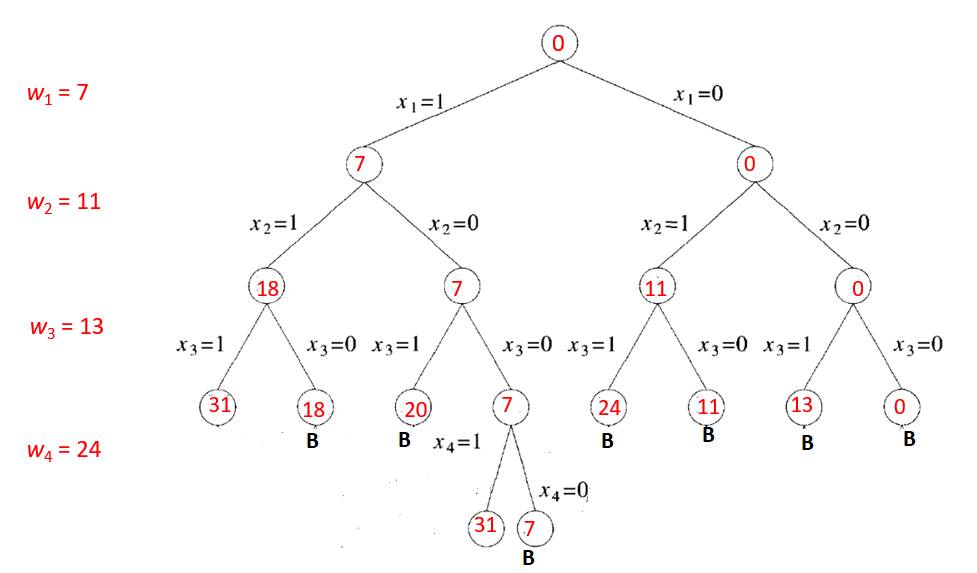 0
w1 = 7
x1=1
x1=0
7
0
w2 = 11
x2=1
x2=0
x2=1
x2=0
18
7
11
0
w3 = 13
x3=1
x3=0
x3=1
x3=0
x3=1
x3=0
x3=1
x3=0
31
18
20
7
24
11
13
0
B
B
B
B
B
B
w4 = 24
x4=1
x4=0
31
7
B